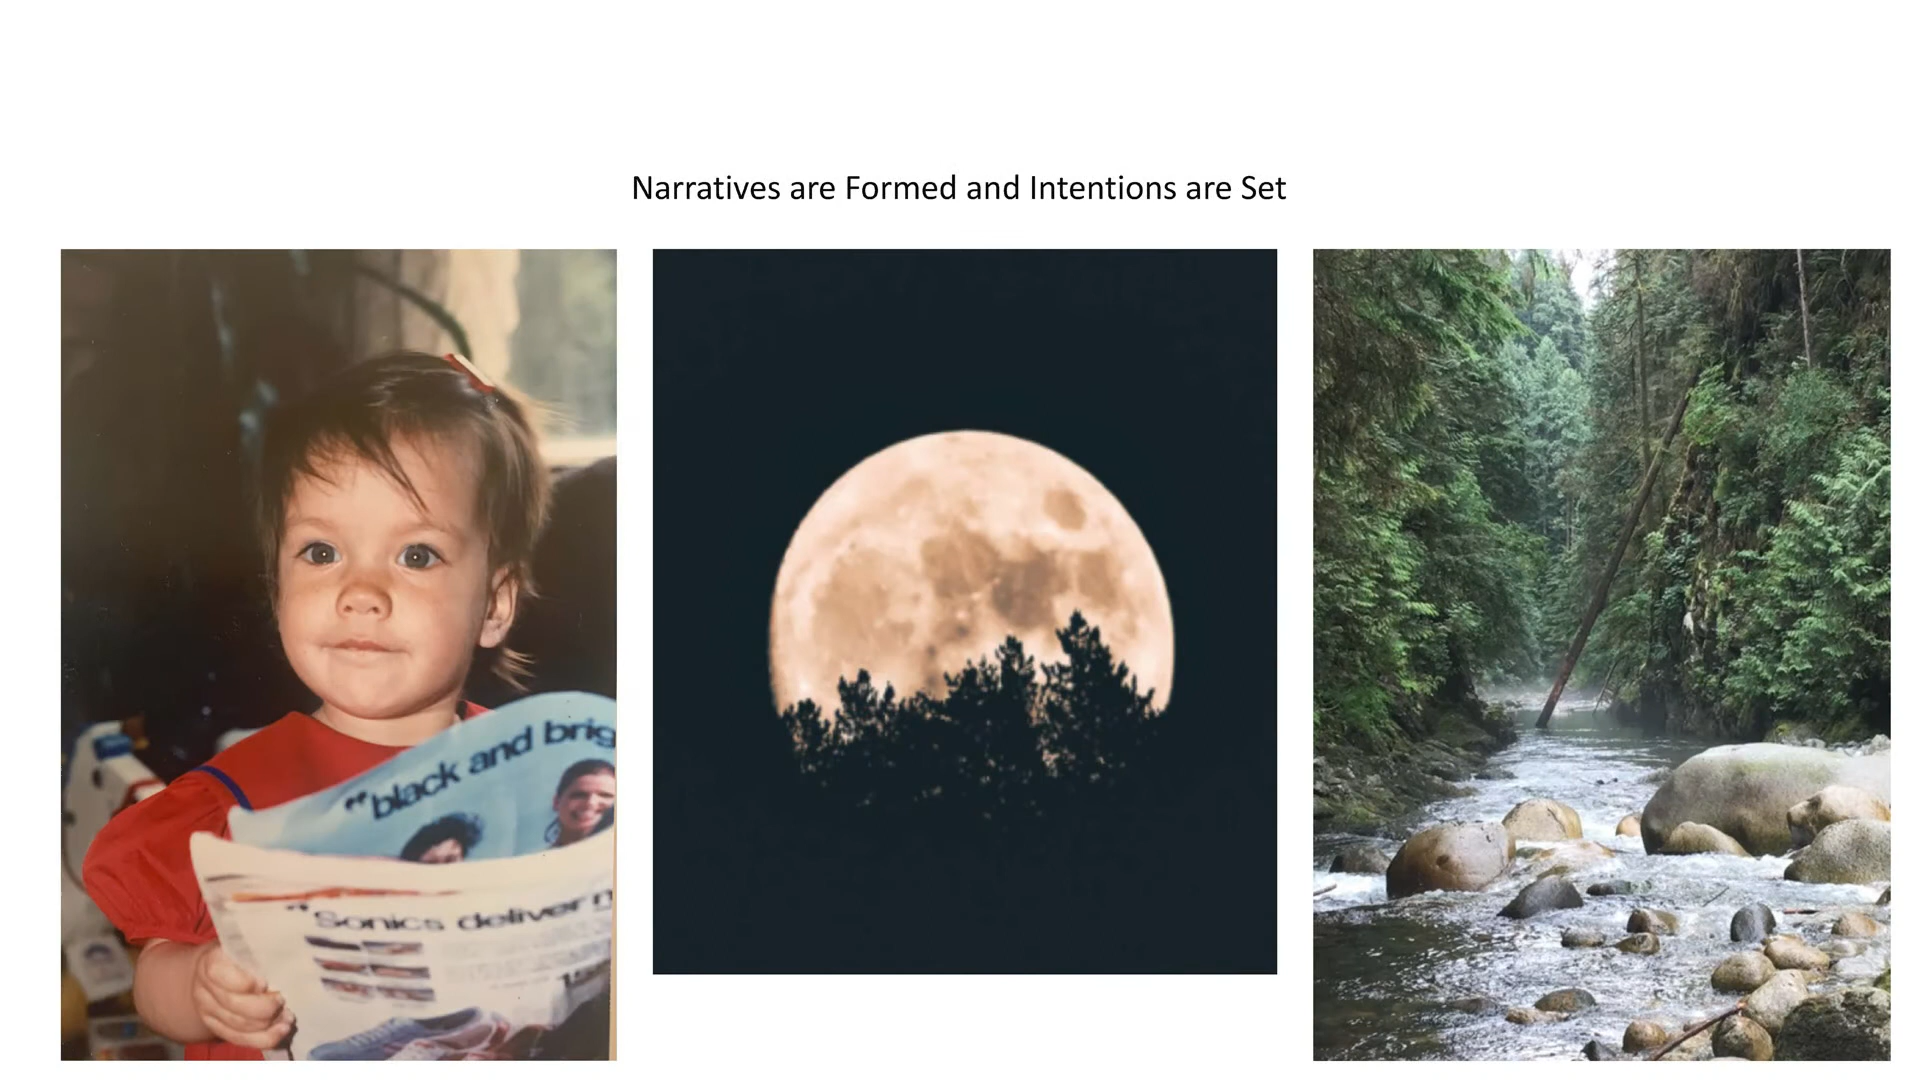 Narratives are Formed and Intentions are Set
“black and brig
“Sonics deliver